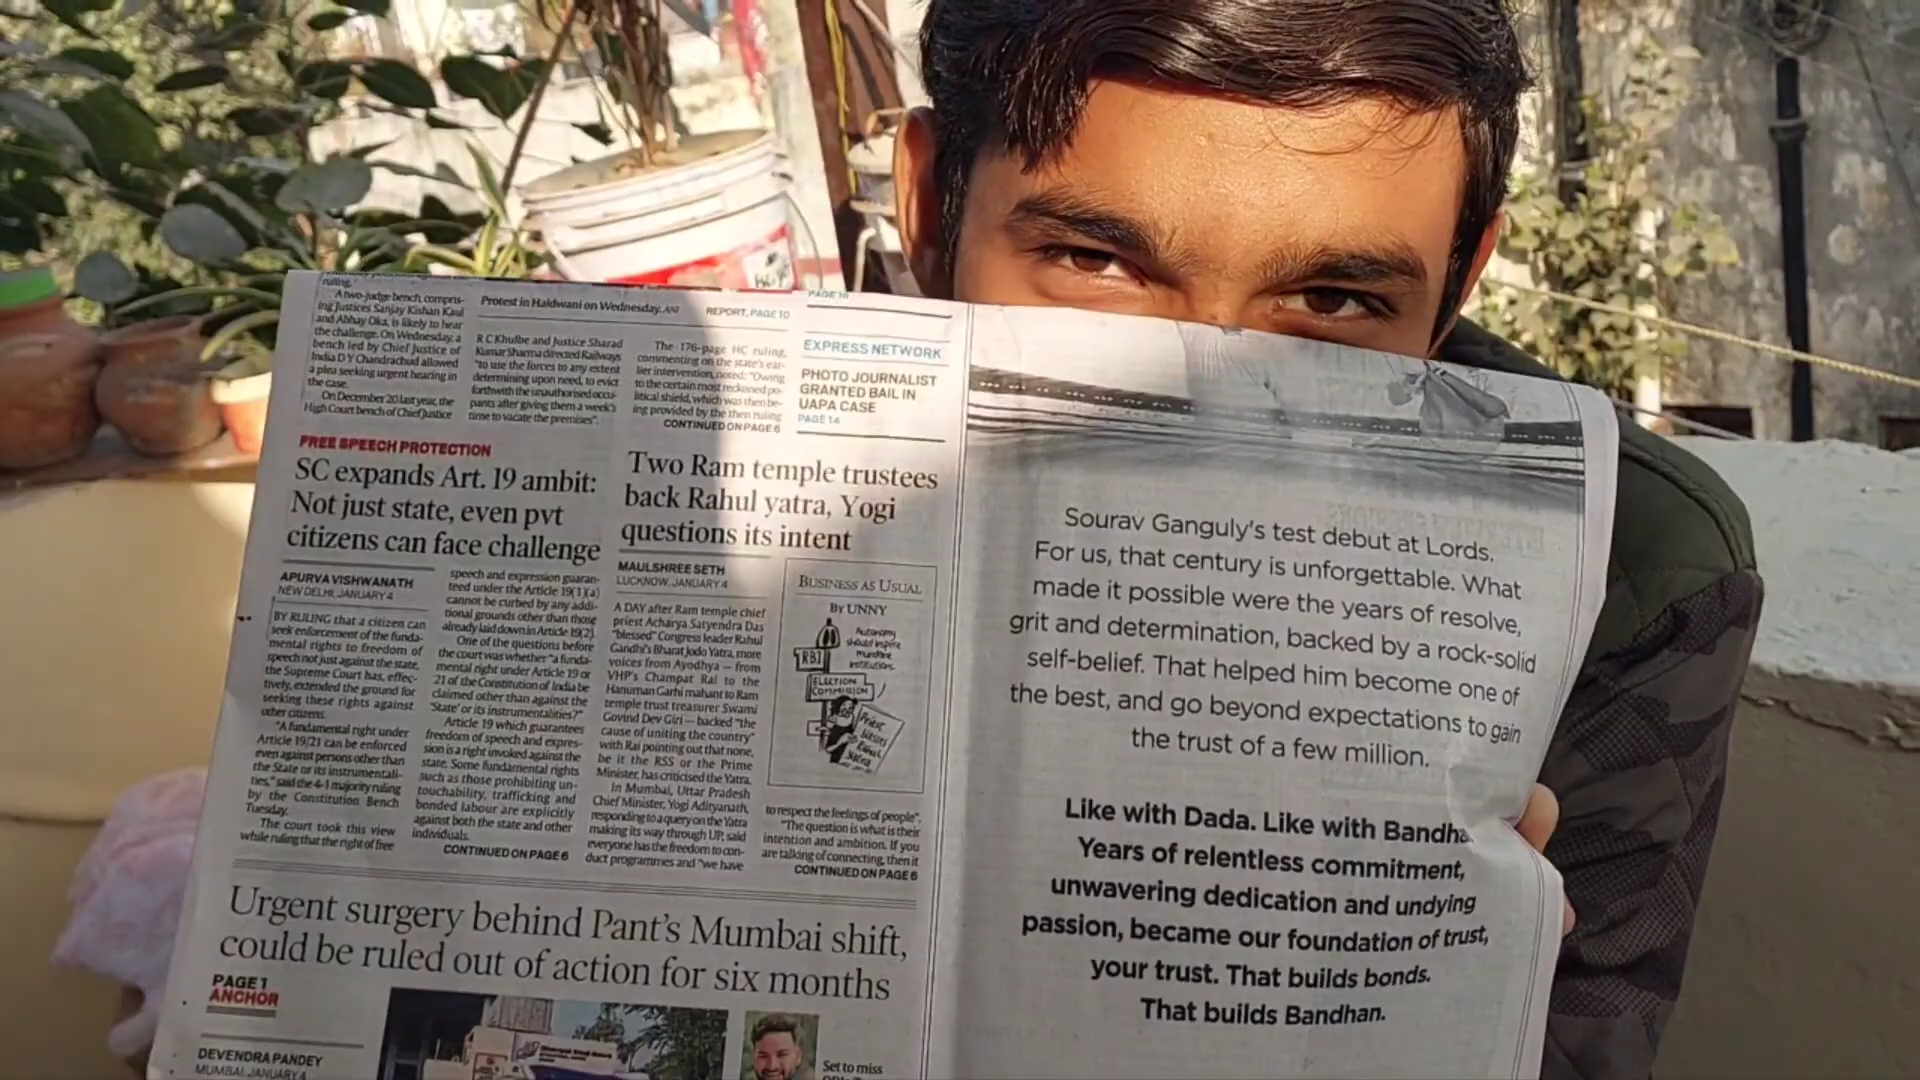 ruling.
A two-judge bench, compris-
ing Justices Sanjay Kishan Kaul
and Abhay Oka, is likely to hear
the challenge. On Wednesday, a
bench led by Chief Justice of
India D Y Chandrachud allowed
a plea seeking urgent hearing in
the case.
On December 20 last year, the
High Court bench of Chief Justice
Protest in Haldwani on Wednesday. ANI
REPORT, PAGE 10
R C Khulbe and Justice Sharad
Kumar Sharma directed Railways
"to use the forces to any extent
determining upon need, to evict
forthwith the unauthorised occu-
pants after giving them a week's
time to vacate the premises".
The 176-page HC ruling,
commenting on the state's ear-
lier intervention, noted: "Owing
to the certain most reckoned po-
litical shield, which was then be-
ing provided by the then ruling
CONTINUED ON PAGE 6
PAGE 16
EXPRESS NETWORK
PHOTO JOURNALIST
GRANTED BAIL IN
UAPA CASE
PAGE 14
FREE SPEECH PROTECTION
SC expands Art. 19 ambit:
Not just state, even pvt
citizens can face challenge
APURVA VISHWANATH
NEW DELHI, JANUARY 4
BY RULING that a citizen can
seek enforcement of the funda-
mental rights to freedom of
speech not just against the state,
the Supreme Court has, effec-
tively, extended the ground for
seeking these rights against
other citizens.
"A fundamental right under
Article 19/21 can be enforced
even against persons other than
the State or its instrumentali-
ties," said the 4-1 majority ruling
by the Constitution Bench
Tuesday.
The court took this view
while ruling that the right of free
speech and expression guaran-
teed under the Article 19(1)(a)
cannot be curbed by any addi-
tional grounds other than those
already laid down in Article 19(2).
One of the questions before
the court was whether "a funda-
mental right under Article 19 or
21 of the Constitution of India be
claimed other than against the
'State' or its instrumentalities?"
Article 19 which guarantees
freedom of speech and expres-
sion is a right invoked against the
state. Some fundamental rights
such as those prohibiting un-
touchability, trafficking and
bonded labour are explicitly
against both the state and other
individuals.
CONTINUED ON PAGE 6
Two Ram temple trustees
back Rahul yatra, Yogi
questions its intent
MAULSHREE SETH
LUCKNOW, JANUARY 4
A DAY after Ram temple chief
priest Acharya Satyendra Das
"blessed" Congress leader Rahul
Gandhi's Bharat Jodo Yatra, more
voices from Ayodhya — from
VHP's Champat Rai to the
Hanuman Garhi mahant to Ram
temple trust treasurer Swami
Govind Dev Giri — backed "the
cause of uniting the country"
with Rai pointing out that none,
be it the RSS or the Prime
Minister, has criticised the Yatra.
In Mumbai, Uttar Pradesh
Chief Minister, Yogi Adityanath,
responding to a query on the Yatra
making its way through UP, said
everyone has the freedom to con-
duct programmes and "we have
BUSINESS AS USUAL
By UNNY
Autonomy
should inspire
mundane
institutions.
RBI
ELECTION
COMMISSION
Priest
blesses
Rahul
Yatra
to respect the feelings of people".
"The question is what is their
intention and ambition. If you
are talking of connecting, then it
CONTINUED ON PAGE 6
Urgent surgery behind Pant's Mumbai shift,
could be ruled out of action for six months
PAGE 1
ANCHOR
DEVENDRA PANDEY
MUMBAI, JANUARY 4
Set to miss
Sourav Ganguly's test debut at Lords.
For us, that century is unforgettable. What
made it possible were the years of resolve,
grit and determination, backed by a rock-solid
self-belief. That helped him become one of
the best, and go beyond expectations to gain
the trust of a few million.
Like with Dada. Like with Bandha
Years of relentless commitment,
unwavering dedication and undying
passion, became our foundation of trust,
your trust. That builds bonds.
That builds Bandhan.